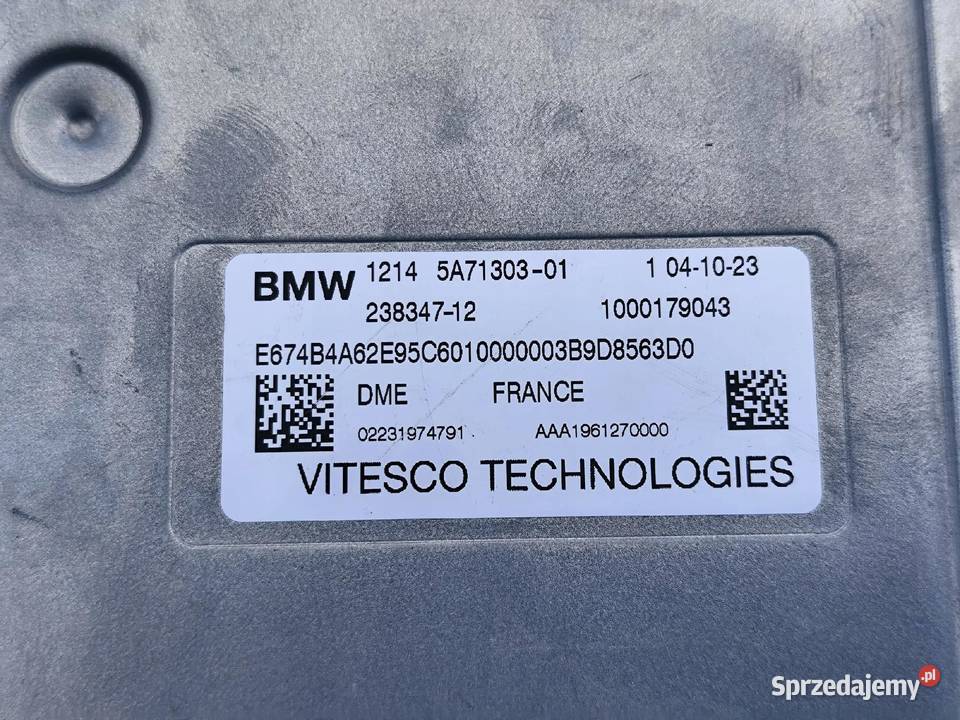 BMW 1214 5A71303-01 1 04-10-23
238347-12 1000179043
E674B4A62E95C6010000003B9D8563D0
DME FRANCE
02231974791 AAA1961270000
VITESCO TECHNOLOGIES
Sprzedajemy.pl